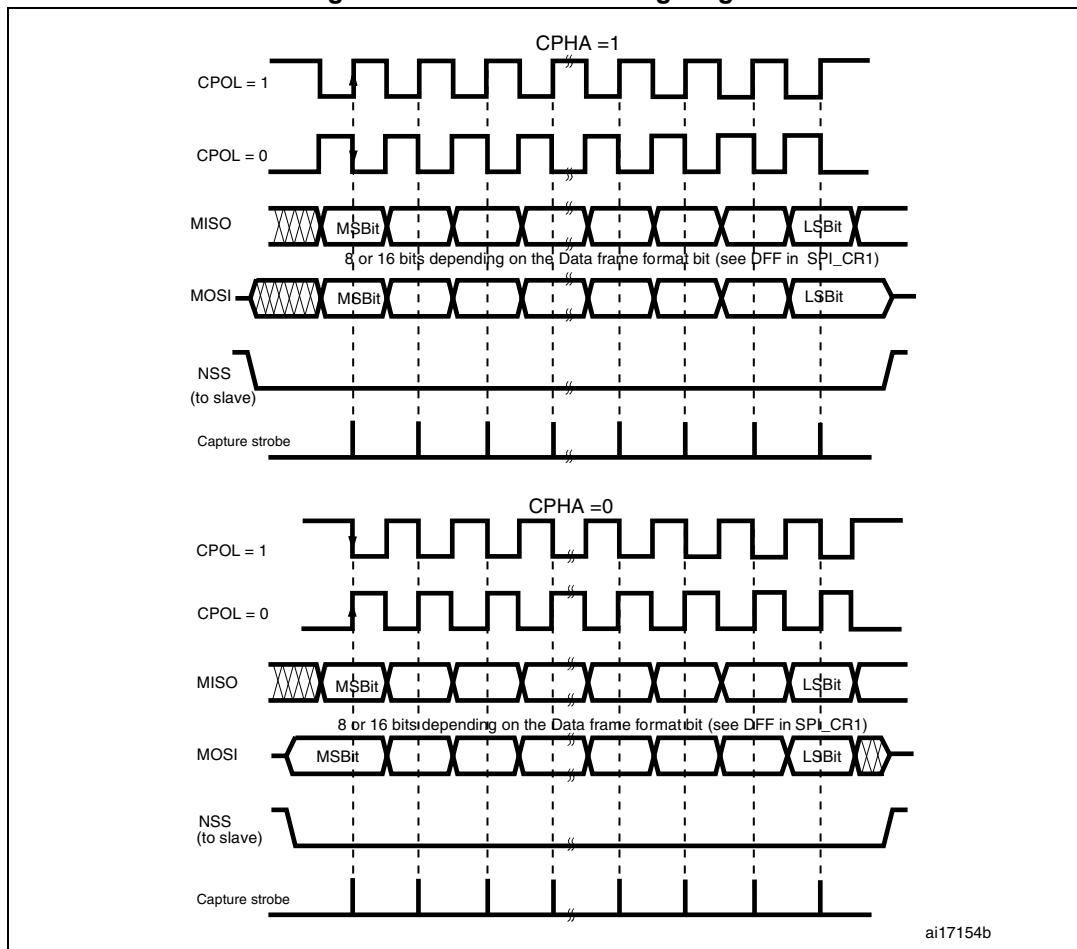 CPHA =1
CPOL = 1
CPOL = 0
MISO
MSBit
LSBit
8 or 16 bits depending on the Data frame format bit (see DFF in SPI_CR1)
MOSI
MSBit
LSBit
NSS
(to slave)
Capture strobe
CPHA =0
CPOL = 1
CPOL = 0
MISO
MSBit
LSBit
8 or 16 bits depending on the Data frame format bit (see DFF in SPI_CR1)
MOSI
MSBit
LSBit
NSS
(to slave)
Capture strobe
ai17154b